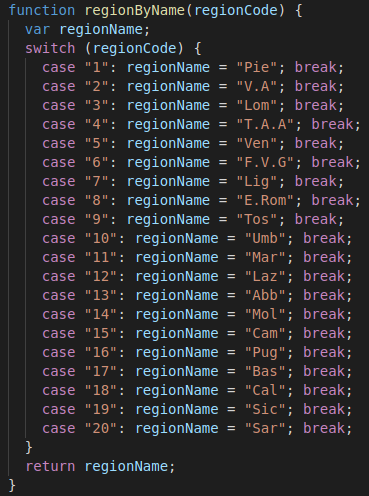 function regionByName(regionCode) {
  var regionName;
  switch (regionCode) {
    case "1": regionName = "Pie"; break;
    case "2": regionName = "V.A"; break;
    case "3": regionName = "Lom"; break;
    case "4": regionName = "T.A.A"; break;
    case "5": regionName = "Ven"; break;
    case "6": regionName = "F.V.G"; break;
    case "7": regionName = "Lig"; break;
    case "8": regionName = "E.Rom"; break;
    case "9": regionName = "Tos"; break;
    case "10": regionName = "Umb"; break;
    case "11": regionName = "Mar"; break;
    case "12": regionName = "Laz"; break;
    case "13": regionName = "Abb"; break;
    case "14": regionName = "Mol"; break;
    case "15": regionName = "Cam"; break;
    case "16": regionName = "Pug"; break;
    case "17": regionName = "Bas"; break;
    case "18": regionName = "Cal"; break;
    case "19": regionName = "Sic"; break;
    case "20": regionName = "Sar"; break;
  }
  return regionName;
}